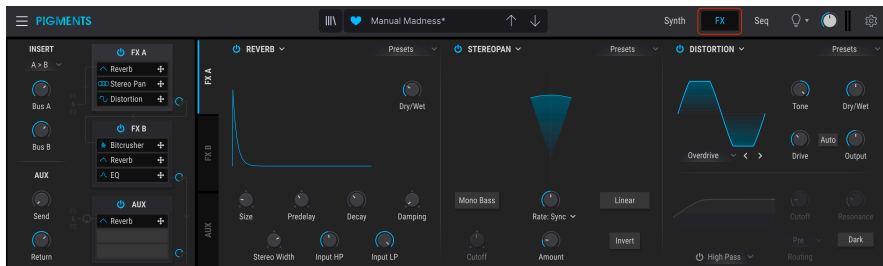 PIGMENTS
Manual Madness*
Synth FX Seq
INSERT
A > B
Bus A
Bus B
AUX
Send
Return
FX A
Reverb
Stereo Pan
Distortion
FX B
Bitcrusher
Reverb
EQ
AUX
Reverb
FX A
FX B
AUX
REVERB Presets
Dry/Wet
Size Predelay Decay Damping
Stereo Width Input HP Input LP
STEREOPAN Presets
Mono Bass Rate: Sync Linear
Cutoff Amount Invert
DISTORTION Presets
Tone Dry/Wet
Overdrive < > Drive Auto Output
Cutoff Resonance
High Pass Pre Routing Dark